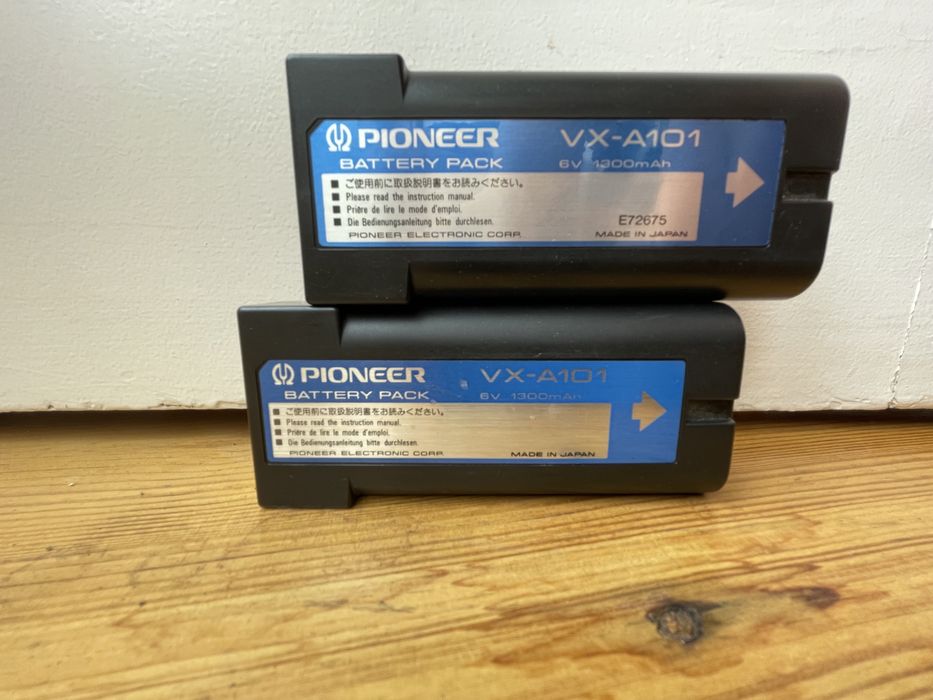 PIONEER VX-A101
BATTERY PACK 6V 1300mAh
■ ご使用前に取扱説明書をお読みください。
■ Please read the instruction manual.
■ Prière de lire le mode d'emploi.
■ Die Bedienungsanleitung bitte durchlesen. E72675
PIONEER ELECTRONIC CORP. MADE IN JAPAN
PIONEER VX-A101
BATTERY PACK 6V 1300mAh
■ ご使用前に取扱説明書をお読みください。
■ Please read the instruction manual.
■ Prière de lire le mode d'emploi.
■ Die Bedienungsanleitung bitte durchlesen.
PIONEER ELECTRONIC CORP. MADE IN JAPAN